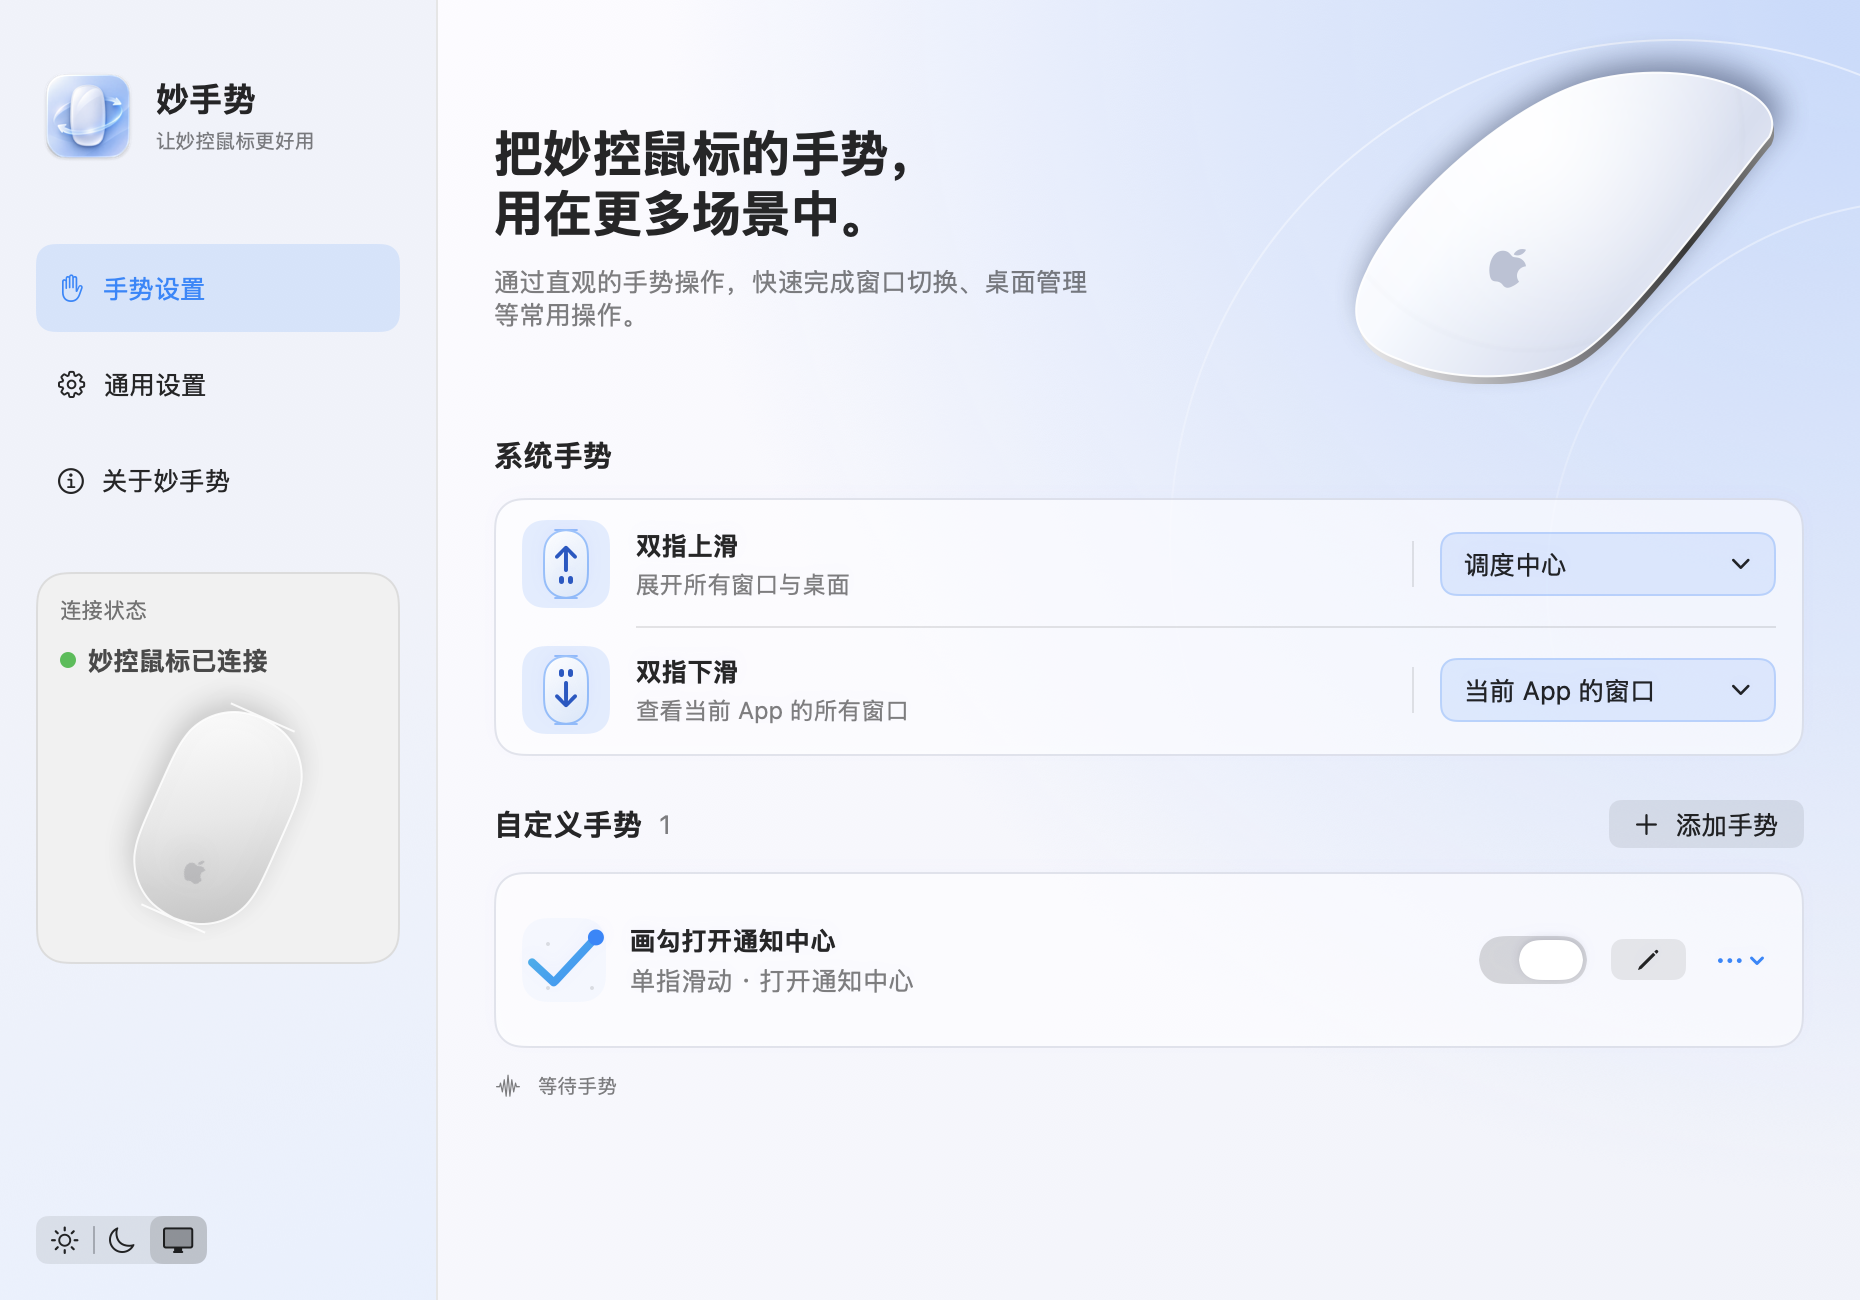 妙手势
让妙控鼠标更好用
手势设置
通用设置
关于妙手势
连接状态
妙控鼠标已连接
把妙控鼠标的手势，
用在更多场景中。
通过直观的手势操作，快速完成窗口切换、桌面管理
等常用操作。
系统手势
双指上滑
展开所有窗口与桌面
调度中心
双指下滑
查看当前 App 的所有窗口
当前 App 的窗口
自定义手势 1
添加手势
画勾打开通知中心
单指滑动 · 打开通知中心
等待手势